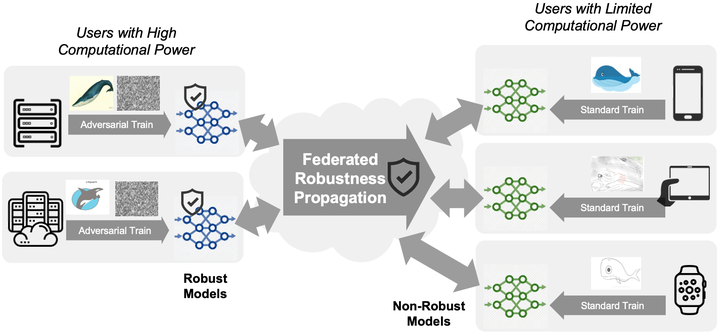 Users with High
Computational Power
Adversarial Train
Adversarial Train
Robust
Models
Federated
Robustness
Propagation
Users with Limited
Computational Power
Standard Train
Standard Train
Standard Train
Non-Robust
Models